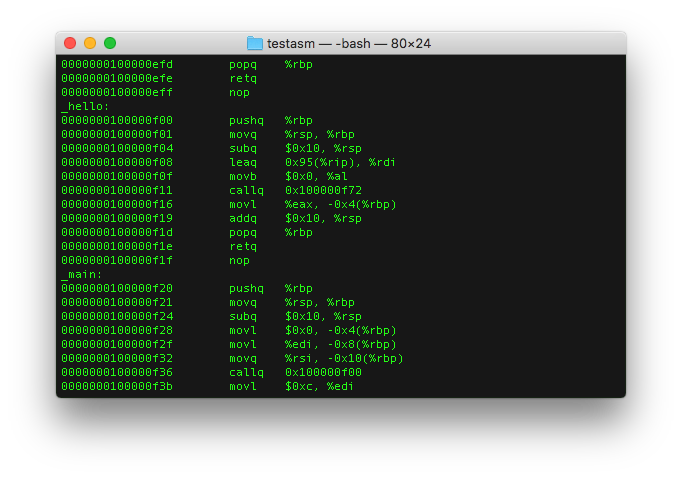 testasm — -bash — 80×24
0000000100000efd popq %rbp
0000000100000efe retq
0000000100000eff nop
_hello:
0000000100000f00 pushq %rbp
0000000100000f01 movq %rsp, %rbp
0000000100000f04 subq $0x10, %rsp
0000000100000f08 leaq 0x95(%rip), %rdi
0000000100000f0f movb $0x0, %al
0000000100000f11 callq 0x100000f72
0000000100000f16 movl %eax, -0x4(%rbp)
0000000100000f19 addq $0x10, %rsp
0000000100000f1d popq %rbp
0000000100000f1e retq
0000000100000f1f nop
_main:
0000000100000f20 pushq %rbp
0000000100000f21 movq %rsp, %rbp
0000000100000f24 subq $0x10, %rsp
0000000100000f28 movl $0x0, -0x4(%rbp)
0000000100000f2f movl %edi, -0x8(%rbp)
0000000100000f32 movq %rsi, -0x10(%rbp)
0000000100000f36 callq 0x100000f00
0000000100000f3b movl $0xc, %edi